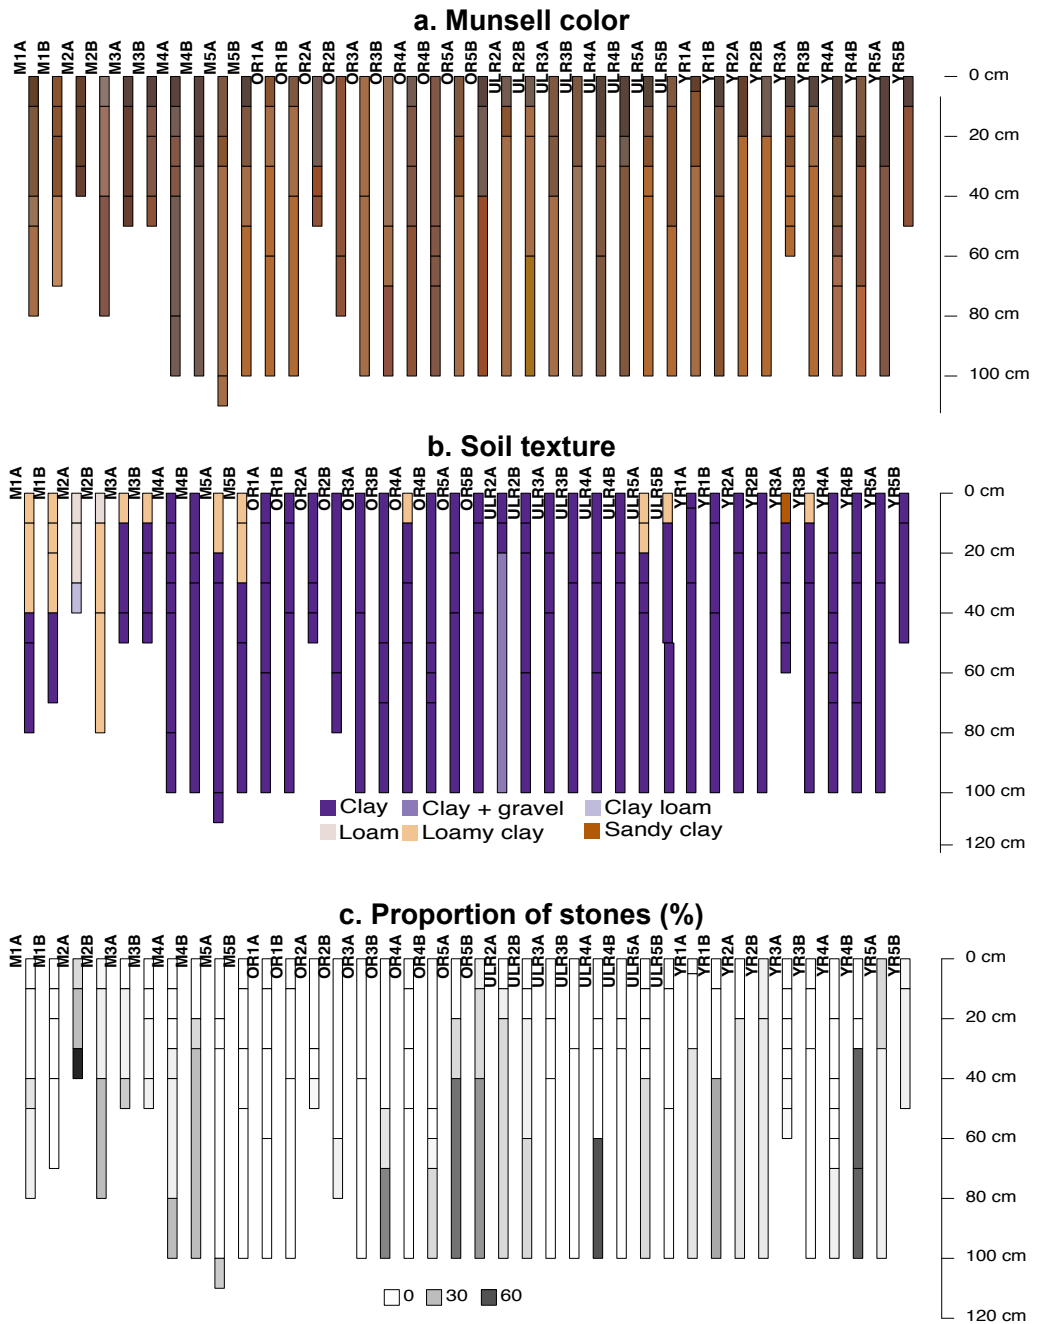 a. Munsell color
M1A M1B M2A M2B M3A M3B M4A M4B M5A M5B OR1A OR1B OR2A OR2B OR3A OR3B OR4A OR4B OR5A OR5B ULR2A ULR2B ULR3A ULR3B ULR4A ULR4B ULR5A ULR5B YR1A YR1B YR2A YR2B YR3A YR3B YR4A YR4B YR5A YR5B
0 cm
20 cm
40 cm
60 cm
80 cm
100 cm
b. Soil texture
M1A M1B M2A M2B M3A M3B M4A M4B M5A M5B OR1A OR1B OR2A OR2B OR3A OR3B OR4A OR4B OR5A OR5B ULR2A ULR2B ULR3A ULR3B ULR4A ULR4B ULR5A ULR5B YR1A YR1B YR2A YR2B YR3A YR3B YR4A YR4B YR5A YR5B
0 cm
20 cm
40 cm
60 cm
80 cm
100 cm
120 cm
Clay Clay + gravel Clay loam
Loam Loamy clay Sandy clay
c. Proportion of stones (%)
M1A M1B M2A M2B M3A M3B M4A M4B M5A M5B OR1A OR1B OR2A OR2B OR3A OR3B OR4A OR4B OR5A OR5B ULR2A ULR2B ULR3A ULR3B ULR4A ULR4B ULR5A ULR5B YR1A YR1B YR2A YR2B YR3A YR3B YR4A YR4B YR5A YR5B
0 cm
20 cm
40 cm
60 cm
80 cm
100 cm
120 cm
0 30 60